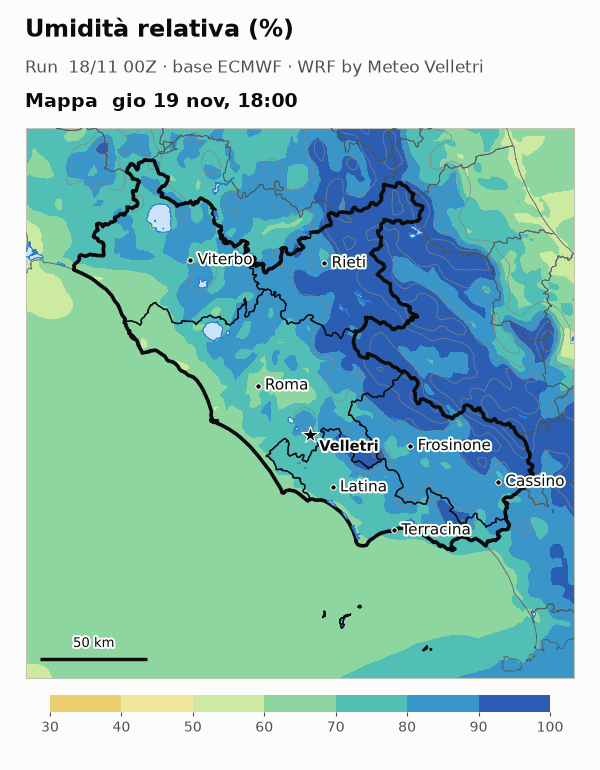 Umidità relativa (%)
Run  18/11 00Z · base ECMWF · WRF by Meteo Velletri
Mappa  gio 19 nov, 18:00
Viterbo
Rieti
Roma
Velletri
Frosinone
Cassino
Latina
Terracina
50 km
30 40 50 60 70 80 90 100